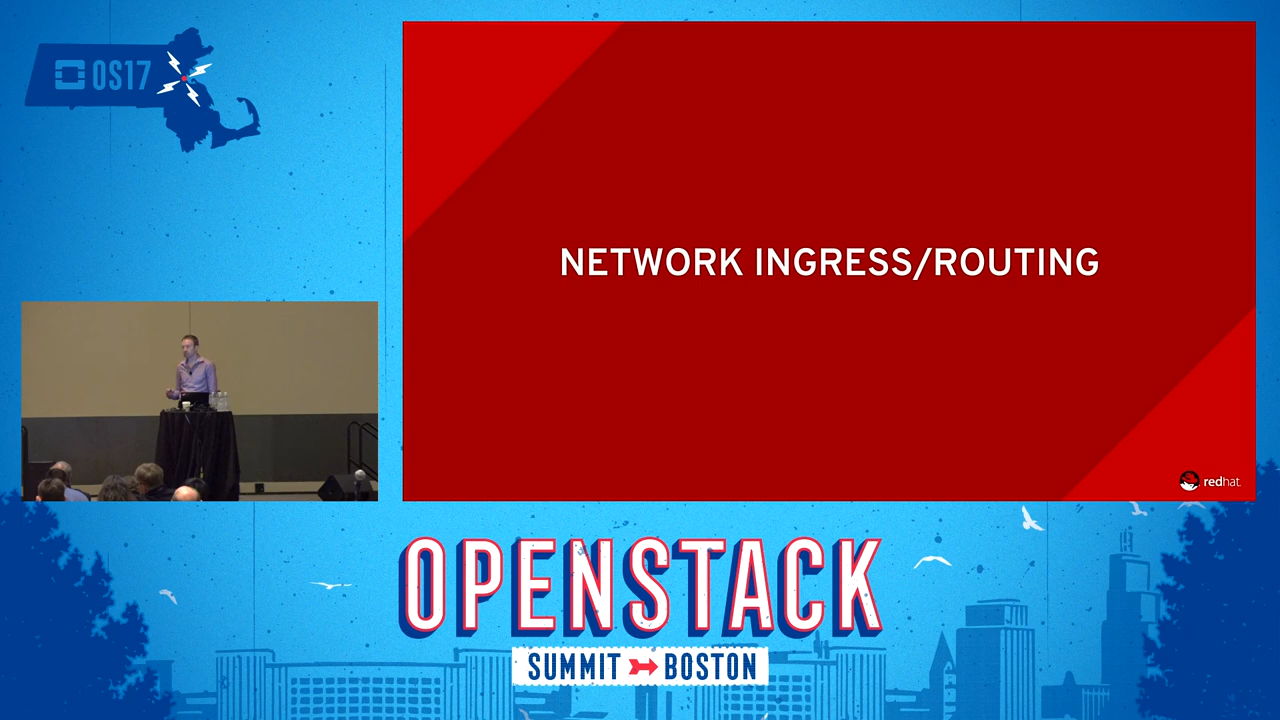 OS17
NETWORK INGRESS/ROUTING
redhat.
OPENSTACK
SUMMIT BOSTON